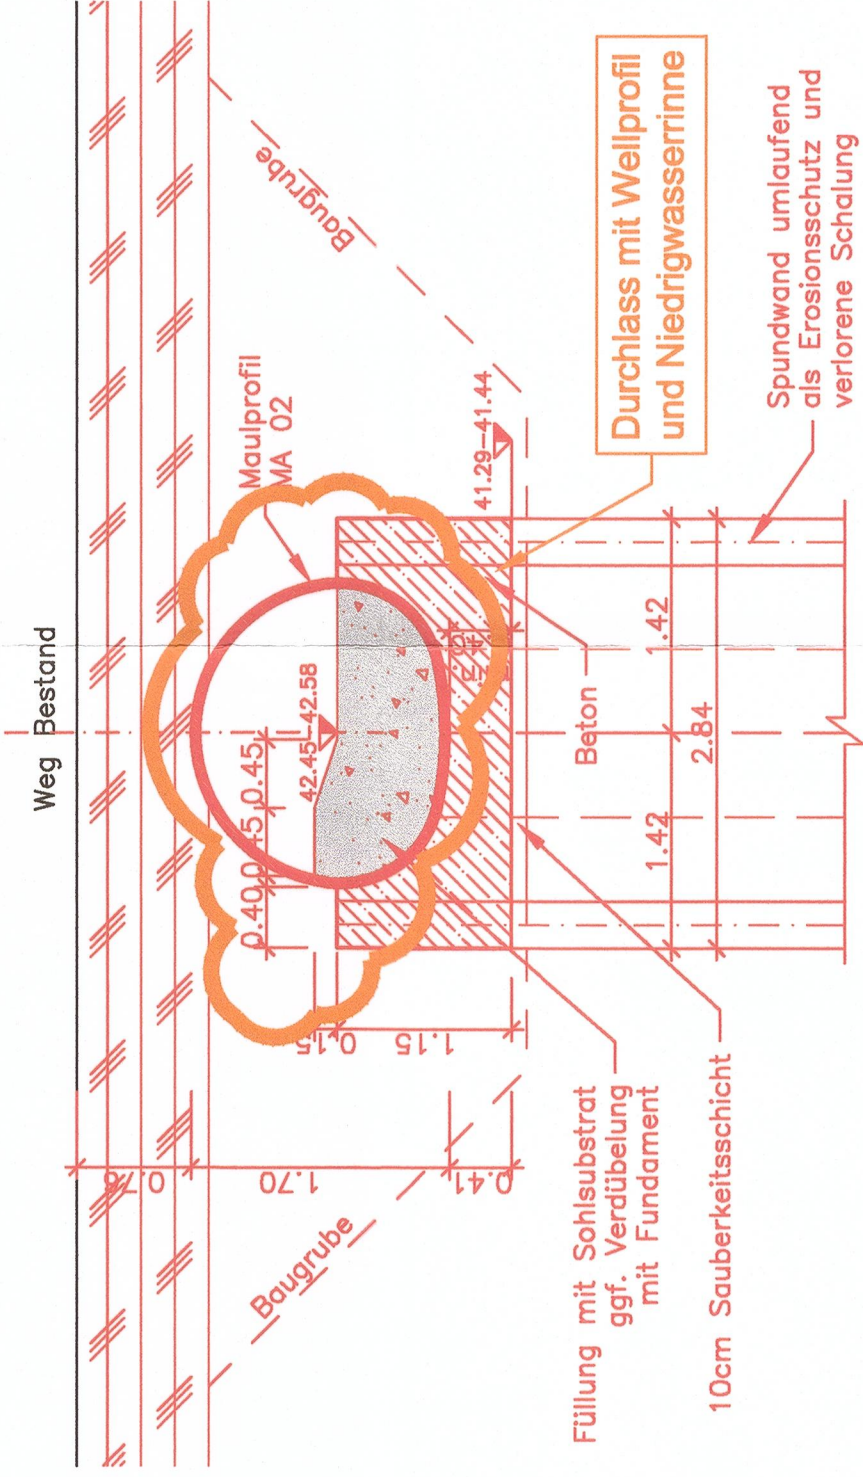 Weg Bestand
Baugrube
Maulprofil
MA 02
41.29–41.44
Durchlass mit Wellprofil
und Niedrigwasserrinne
Spundwand umlaufend
als Erosionsschutz und
verlorene Schalung
42.45–42.58
0.45
0.40
Beton
1.42
1.42
2.84
0.15
1.15
0.76
1.70
0.41
Baugrube
Füllung mit Sohlsubstrat
ggf. Verdübelung
mit Fundament
10cm Sauberkeitsschicht